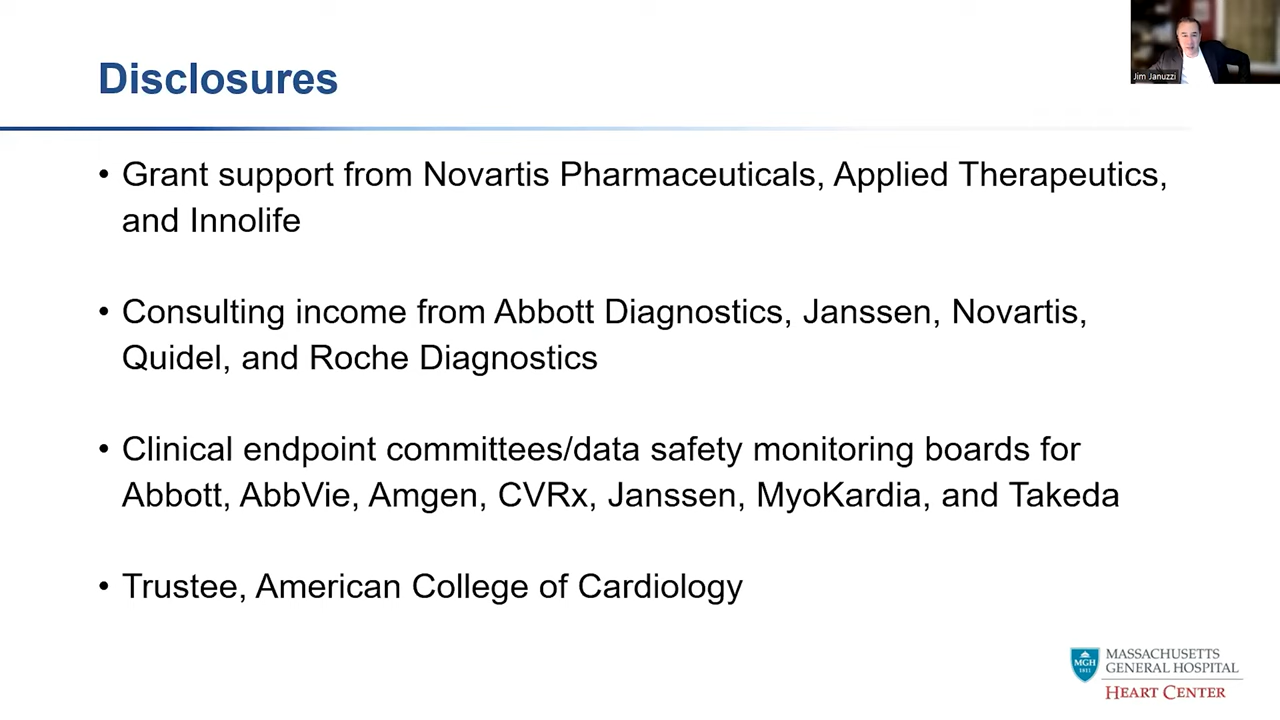 Disclosures
Jim Januzzi
• Grant support from Novartis Pharmaceuticals, Applied Therapeutics,
and Innolife
• Consulting income from Abbott Diagnostics, Janssen, Novartis,
Quidel, and Roche Diagnostics
• Clinical endpoint committees/data safety monitoring boards for
Abbott, AbbVie, Amgen, CVRx, Janssen, MyoKardia, and Takeda
• Trustee, American College of Cardiology
MGH
1811
MASSACHUSETTS
GENERAL HOSPITAL
HEART CENTER